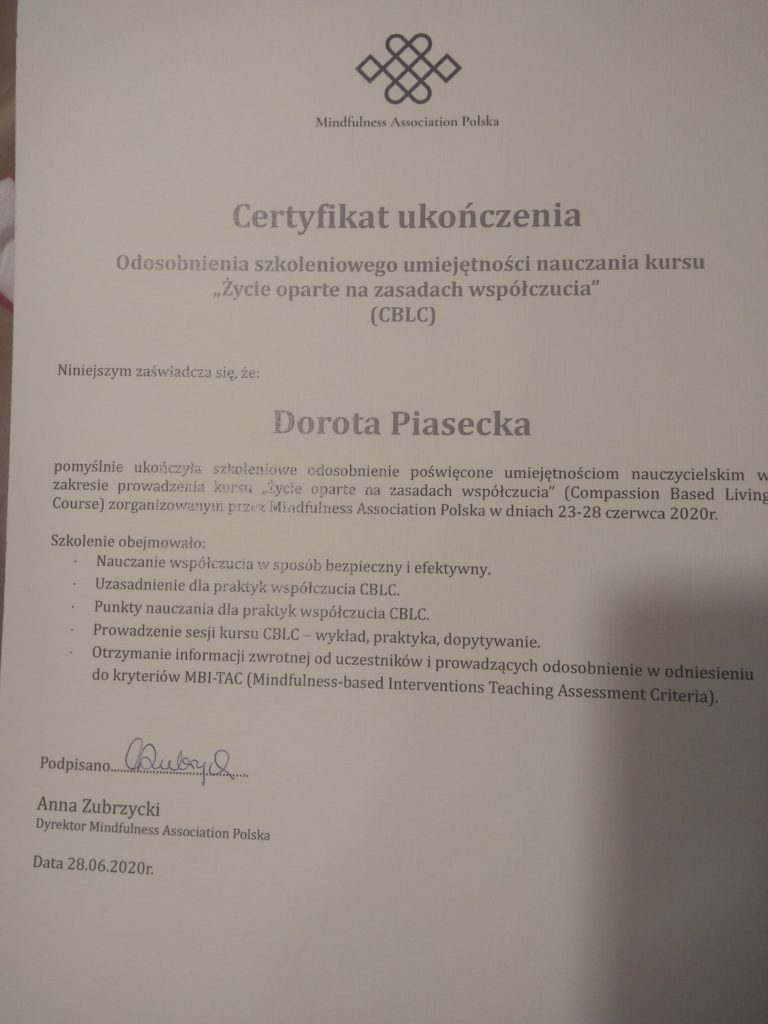 Mindfulness Association Polska
Certyfikat ukończenia
Odosobnienia szkoleniowego umiejętności nauczania kursu
„Życie oparte na zasadach współczucia”
(CBLC)
Niniejszym zaświadcza się, że:
Dorota Piasecka
pomyślnie ukończyła szkoleniowe odosobnienie poświęcone umiejętnościom nauczycielskim w
zakresie prowadzenia kursu „Życie oparte na zasadach współczucia” (Compassion Based Living
Course) zorganizowanym przez Mindfulness Association Polska w dniach 23-28 czerwca 2020r.
Szkolenie obejmowało:
· Nauczanie współczucia w sposób bezpieczny i efektywny.
· Uzasadnienie dla praktyk współczucia CBLC.
· Punkty nauczania dla praktyk współczucia CBLC.
· Prowadzenie sesji kursu CBLC – wykład, praktyka, dopytywanie.
· Otrzymanie informacji zwrotnej od uczestników i prowadzących odosobnienie w odniesieniu
do kryteriów MBI-TAC (Mindfulness-based Interventions Teaching Assessment Criteria).
Podpisano
Anna Zubrzycki
Dyrektor Mindfulness Association Polska
Data 28.06.2020r.